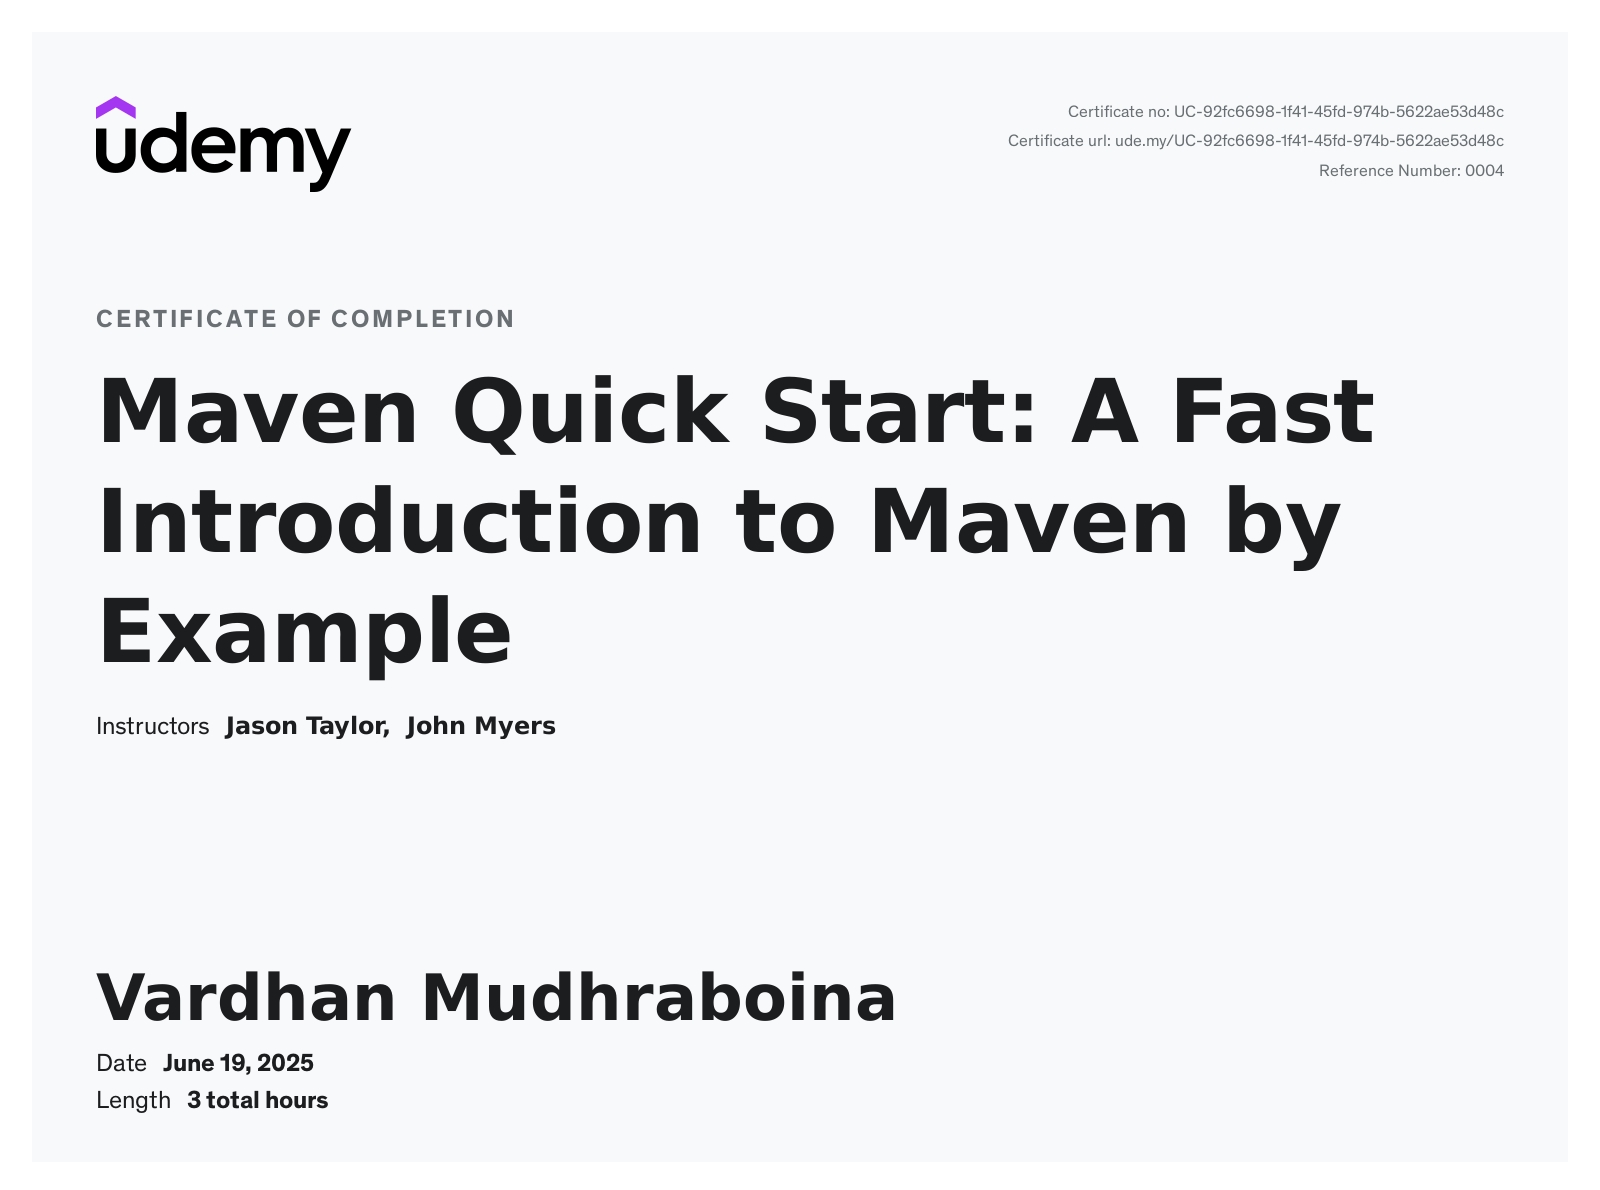 udemy
Certificate no: UC-92fc6698-1f41-45fd-974b-5622ae53d48c
Certificate url: ude.my/UC-92fc6698-1f41-45fd-974b-5622ae53d48c
Reference Number: 0004
CERTIFICATE OF COMPLETION
Maven Quick Start: A Fast
Introduction to Maven by
Example
Instructors Jason Taylor, John Myers
Vardhan Mudhraboina
Date June 19, 2025
Length 3 total hours